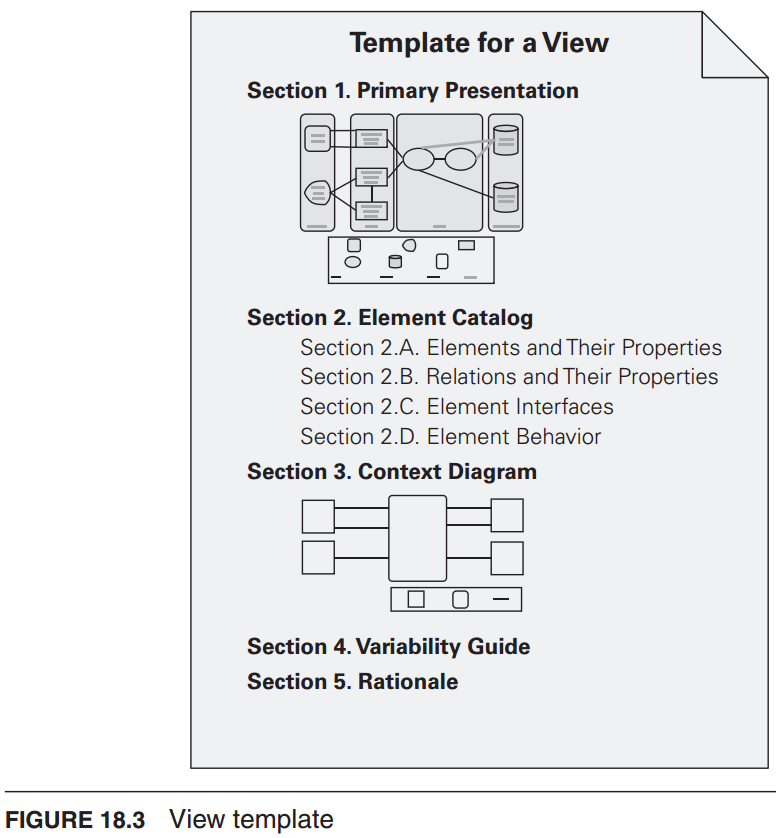 Template for a View
Section 1. Primary Presentation
Section 2. Element Catalog
Section 2.A. Elements and Their Properties
Section 2.B. Relations and Their Properties
Section 2.C. Element Interfaces
Section 2.D. Element Behavior
Section 3. Context Diagram
Section 4. Variability Guide
Section 5. Rationale
FIGURE 18.3 View template